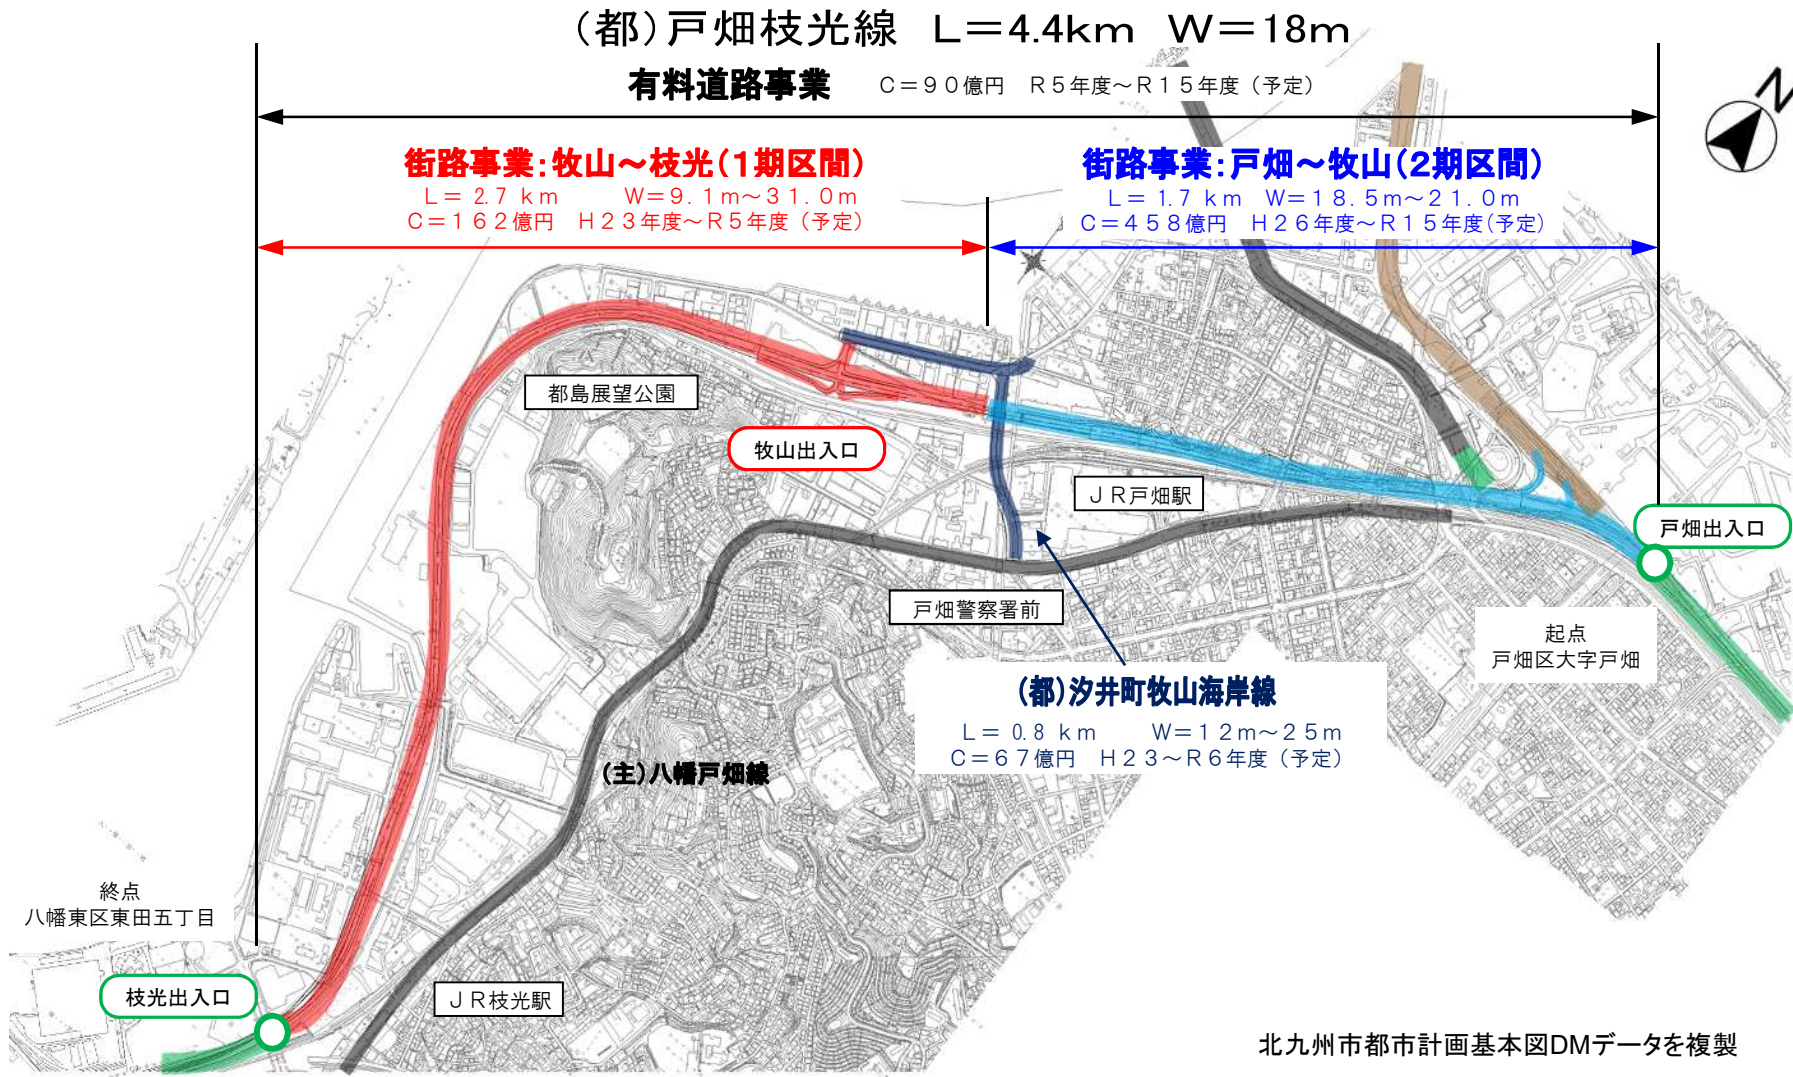 （都）戸畑枝光線　L＝4.4km　W＝18m
有料道路事業　C＝９０億円　R５年度～R１５年度（予定）
N
街路事業：牧山～枝光（1期区間）
L＝ 2.7 km　W＝9.1m～31.0m
C＝１６２億円　H２３年度～R５年度（予定）
街路事業：戸畑～牧山（2期区間）
L＝ 1.7 km　W＝18.5m～21.0m
C＝４５８億円　H２６年度～R１５年度(予定)
都島展望公園
牧山出入口
ＪＲ戸畑駅
戸畑出入口
戸畑警察署前
起点
戸畑区大字戸畑
（都）汐井町牧山海岸線
L＝ 0.8 km　W＝１２m～２５m
C＝６７億円　H２３～R６年度（予定）
（主）八幡戸畑線
終点
八幡東区東田五丁目
枝光出入口
ＪＲ枝光駅
北九州市都市計画基本図DMデータを複製